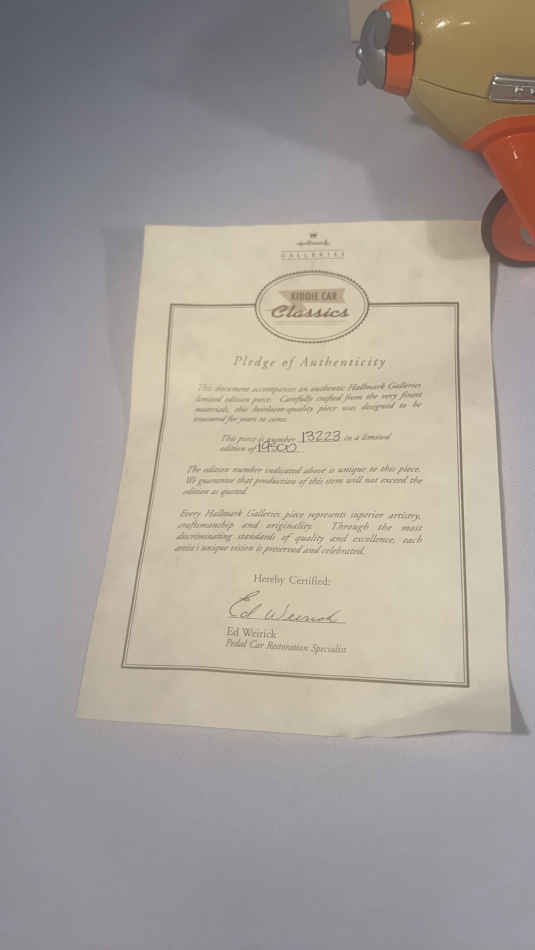 Hallmark
GALLERIES
KIDDIE CAR
Classics
Pledge of Authenticity
This document accompanies an authentic Hallmark Galleries
limited edition piece. Carefully crafted from the very finest
materials, this heirloom-quality piece was designed to be
treasured for years to come.
This piece is number 13223 in a limited
edition of 19500
The edition number indicated above is unique to this piece.
We guarantee that production of this item will not exceed the
edition as quoted.
Every Hallmark Galleries piece represents superior artistry,
craftsmanship and originality. Through the most
discriminating standards of quality and excellence, each
artist's unique vision is preserved and celebrated.
Hereby Certified:
Ed Weirick
Ed Weirick
Pedal Car Restoration Specialist